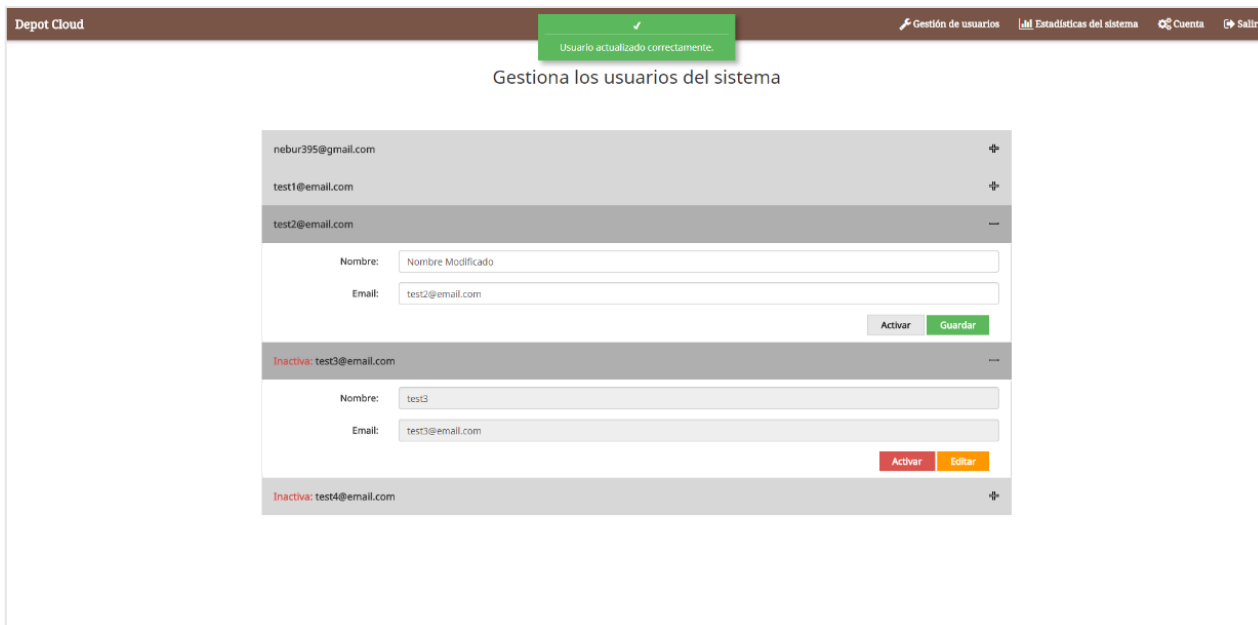 Depot Cloud
Gestión de usuarios
Estadísticas del sistema
Cuenta
Salir
Usuario actualizado correctamente.
Gestiona los usuarios del sistema
nebur395@gmail.com
test1@email.com
test2@email.com
Nombre: Nombre Modificado
Email: test2@email.com
Activar Guardar
Inactiva: test3@email.com
Nombre: test3
Email: test3@email.com
Activar Editar
Inactiva: test4@email.com